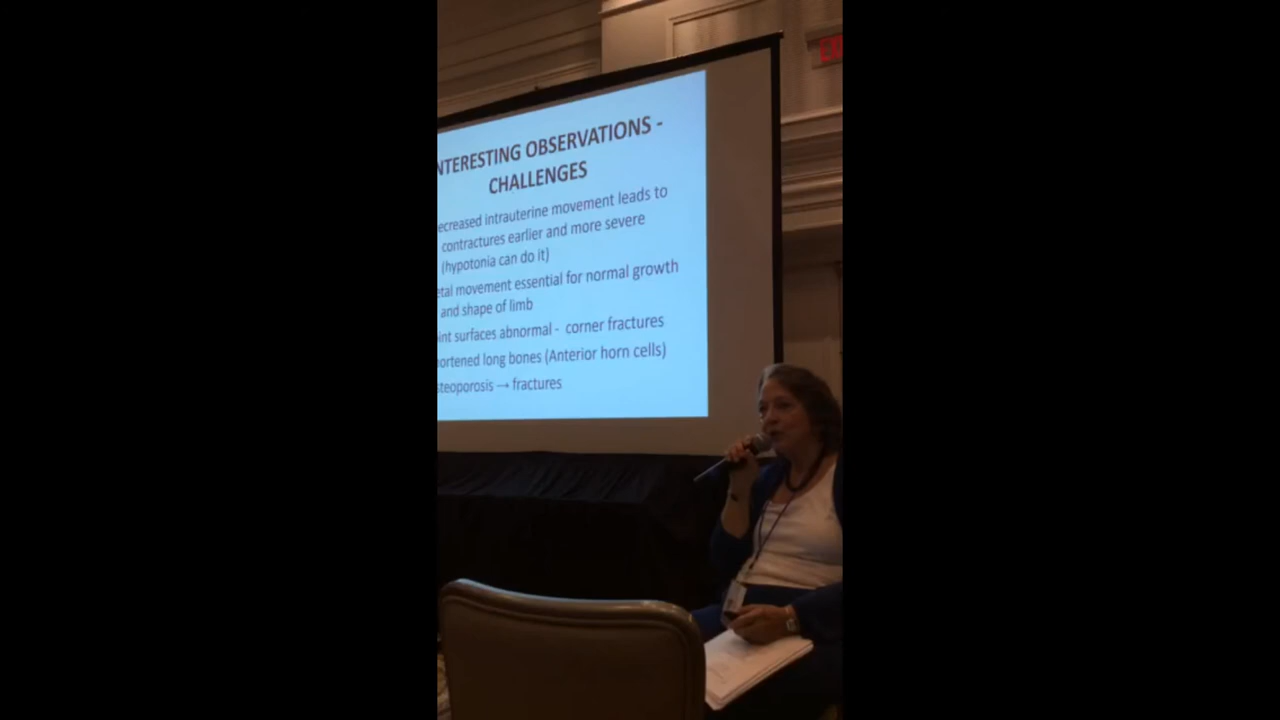 NTERESTING OBSERVATIONS -
CHALLENGES
ecreased intrauterine movement leads to
contractures earlier and more severe
(hypotonia can do it)
etal movement essential for normal growth
and shape of limb
int surfaces abnormal - corner fractures
ortened long bones (Anterior horn cells)
steoporosis → fractures